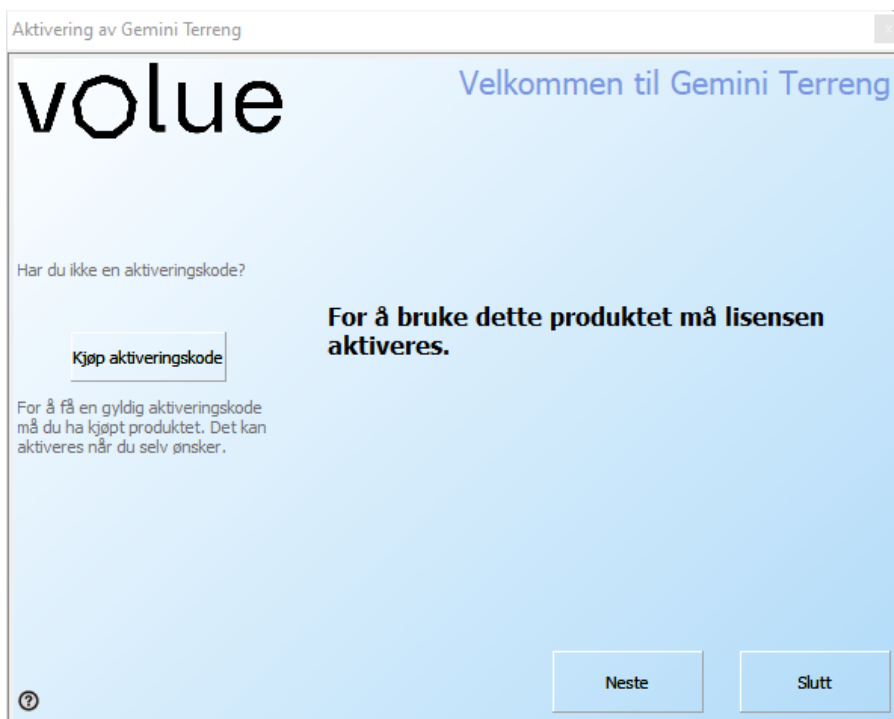 Aktivering av Gemini Terreng
volue
Velkommen til Gemini Terreng
Har du ikke en aktiveringskode?
For å bruke dette produktet må lisensen
aktiveres.
Kjøp aktiveringskode
For å få en gyldig aktiveringskode
må du ha kjøpt produktet. Det kan
aktiveres når du selv ønsker.
Neste
Slutt